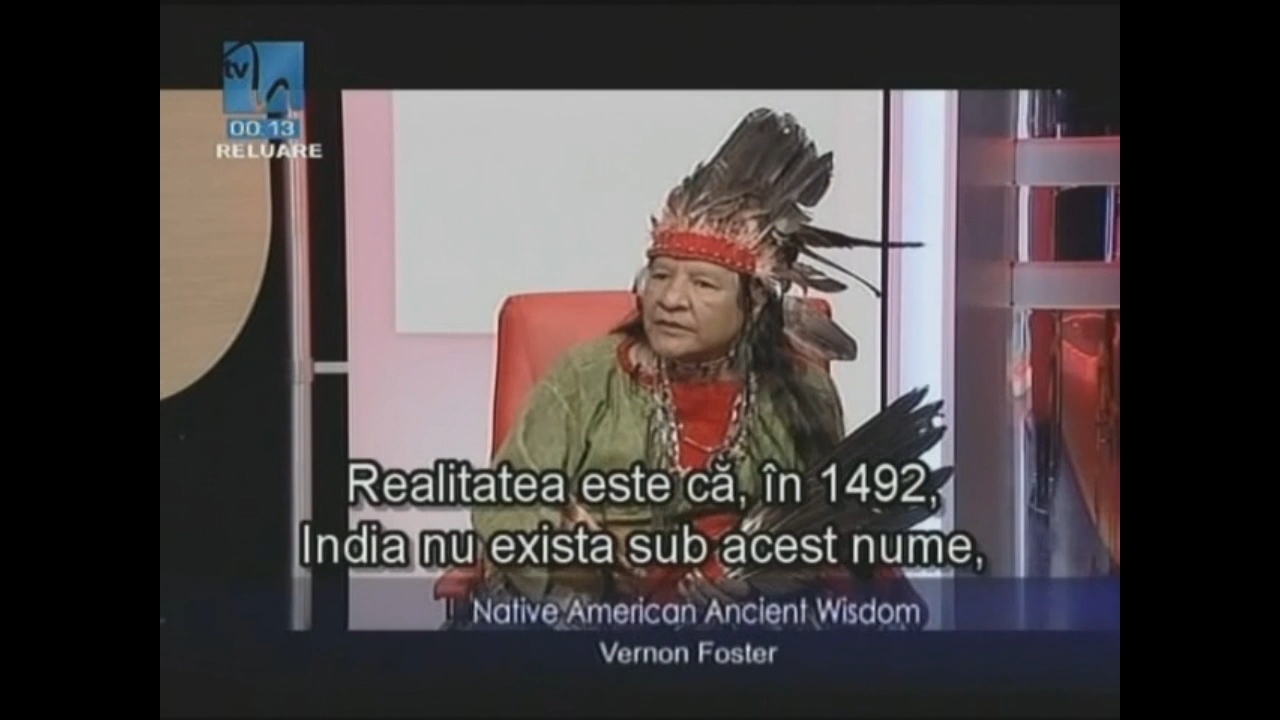 tv
00:13
RELUARE
Realitatea este că, în 1492,
India nu exista sub acest nume,
Native American Ancient Wisdom
Vernon Foster